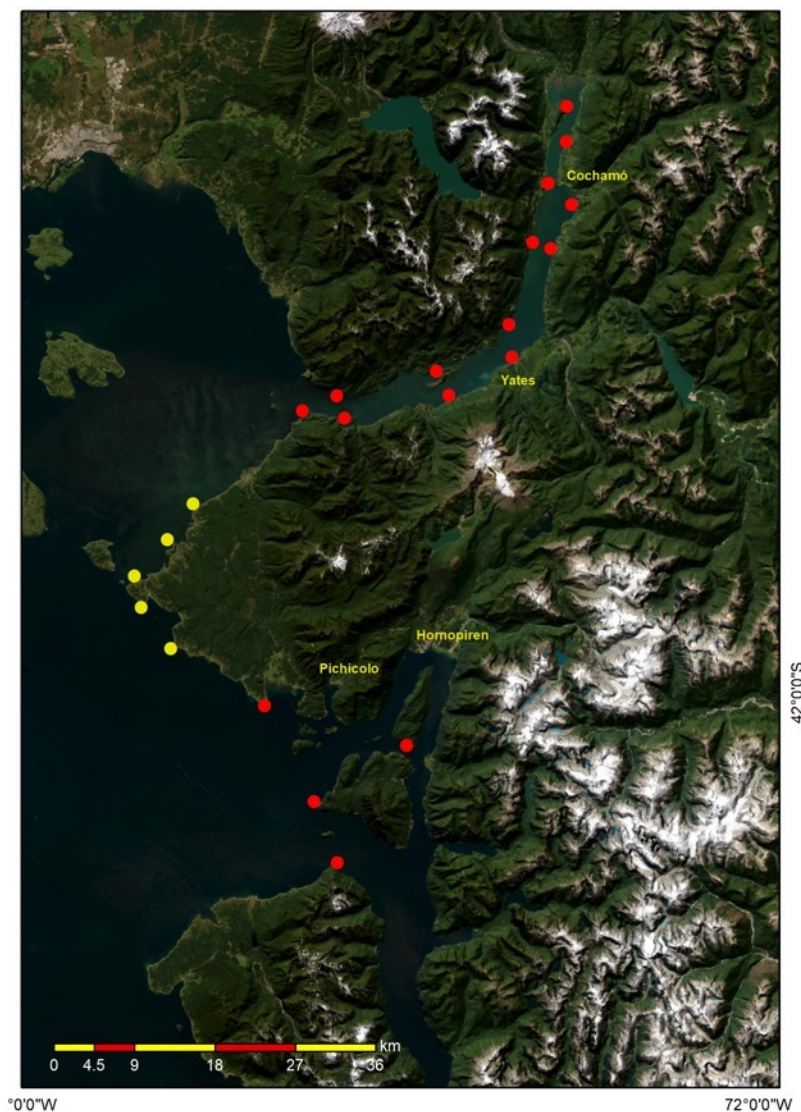 Cochamó
Yates
Hornopiren
Pichicolo
42°0'0"S
km
0 4.5 9 18 27 36
°0'0"W 72°0'0"W